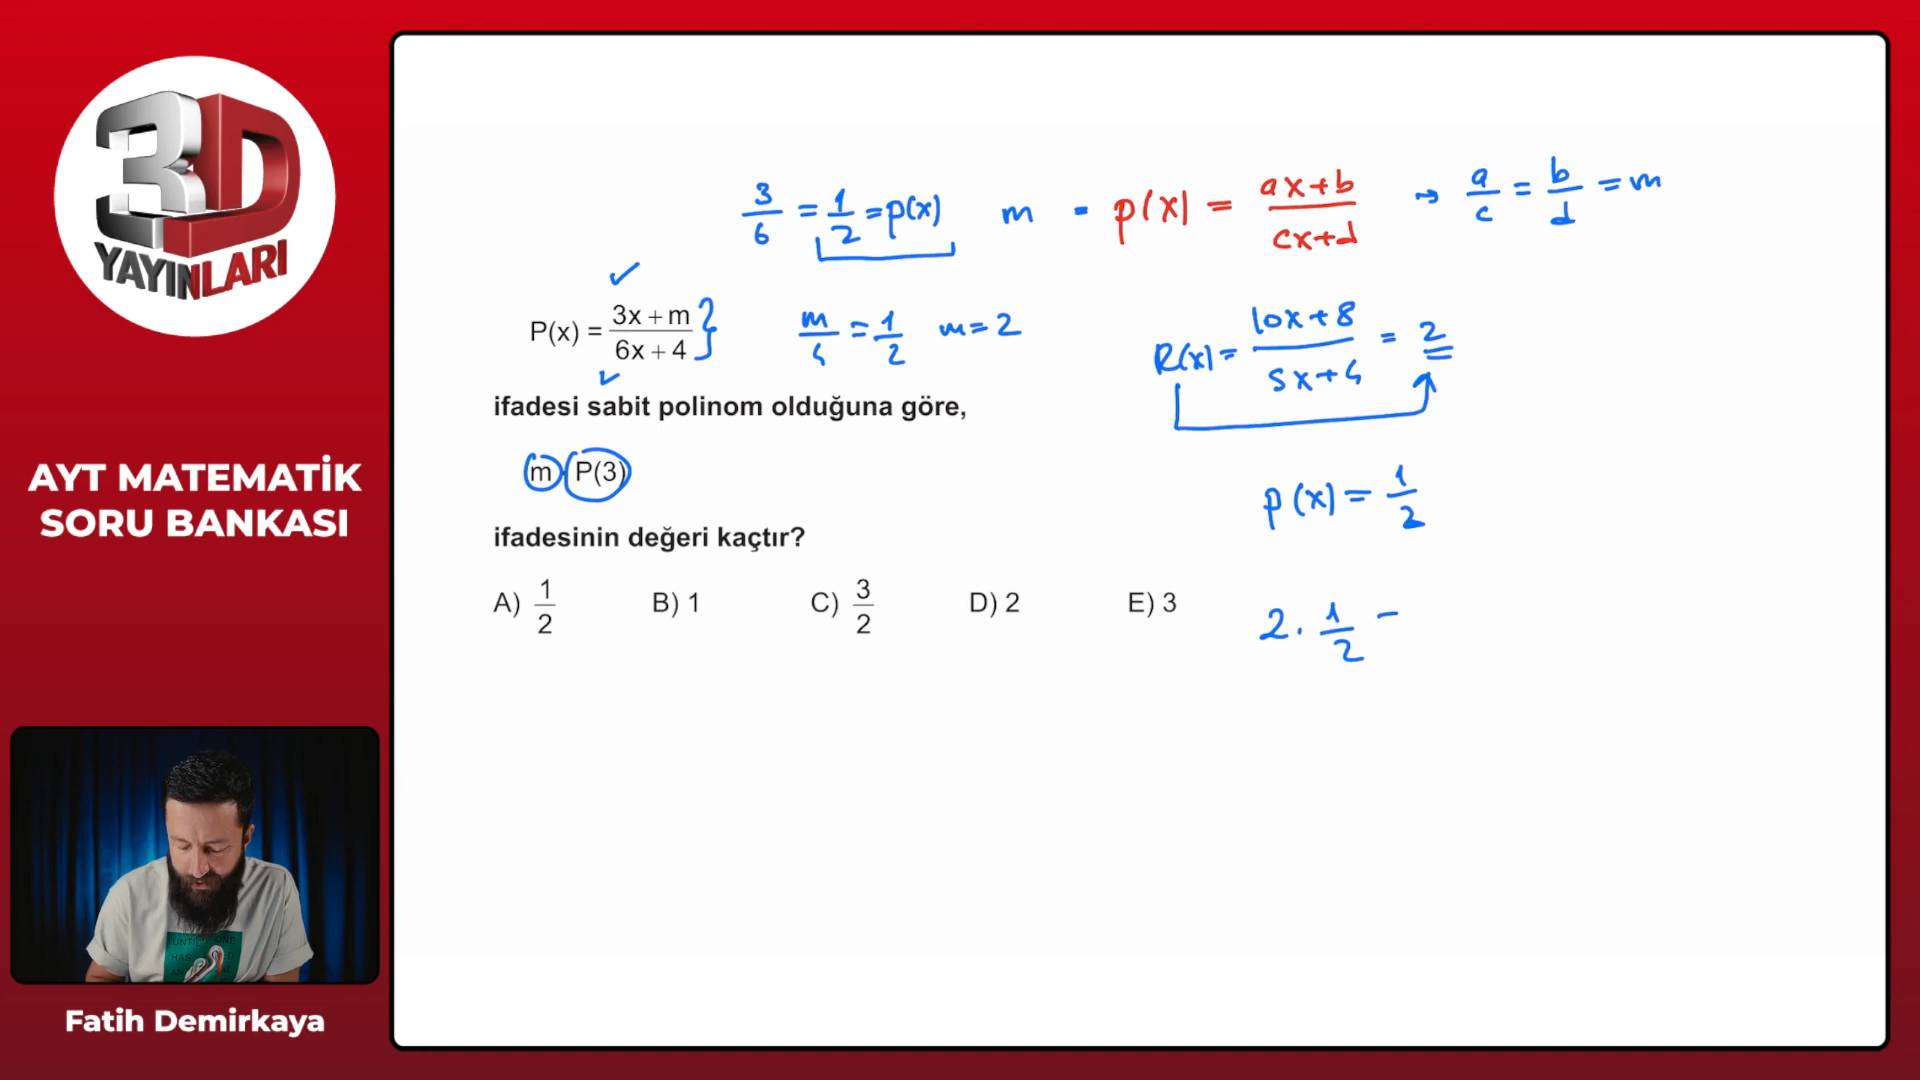 3D
YAYINLARI
AYT MATEMATİK
SORU BANKASI
Fatih Demirkaya
3/6 = 1/2 = p(x) m - p(x) = ax+b/cx+d → a/c = b/d = m
P(x) = 3x + m/6x + 4 m/4 = 1/2 m = 2
R(x) = 10x+8/5x+4 = 2
ifadesi sabit polinom olduğuna göre,
m P(3)
p(x) = 1/2
ifadesinin değeri kaçtır?
A) 1/2 B) 1 C) 3/2 D) 2 E) 3
2 . 1/2 -